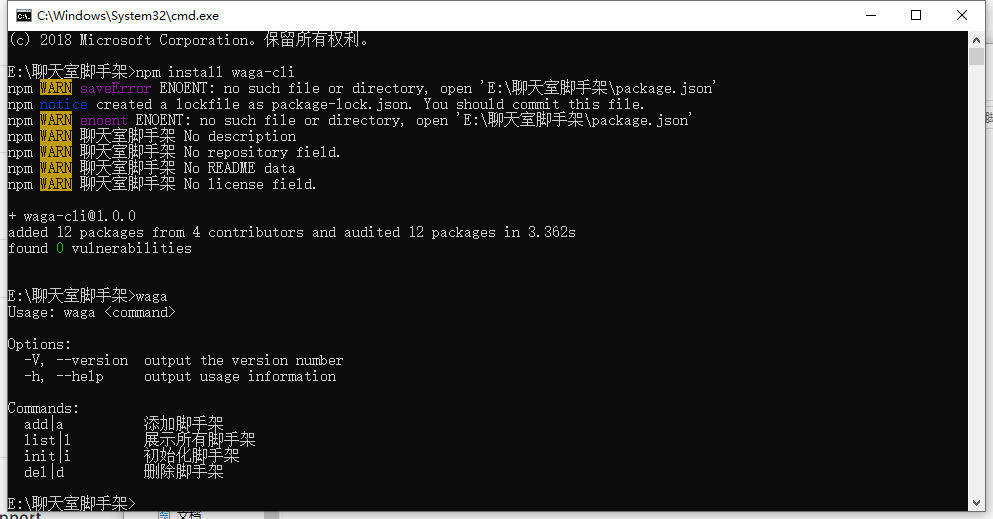 C:\Windows\System32\cmd.exe
(c) 2018 Microsoft Corporation。保留所有权利。
E:\聊天室脚手架>npm install waga-cli
npm WARN saveError ENOENT: no such file or directory, open 'E:\聊天室脚手架\package.json'
npm notice created a lockfile as package-lock.json. You should commit this file.
npm WARN enoent ENOENT: no such file or directory, open 'E:\聊天室脚手架\package.json'
npm WARN 聊天室脚手架 No description
npm WARN 聊天室脚手架 No repository field.
npm WARN 聊天室脚手架 No README data
npm WARN 聊天室脚手架 No license field.
+ waga-cli@1.0.0
added 12 packages from 4 contributors and audited 12 packages in 3.362s
found 0 vulnerabilities
E:\聊天室脚手架>waga
Usage: waga <command>
Options:
-V, --version  output the version number
-h, --help     output usage information
Commands:
add|a          添加脚手架
list|l         展示所有脚手架
init|i         初始化脚手架
del|d          删除脚手架
E:\聊天室脚手架>